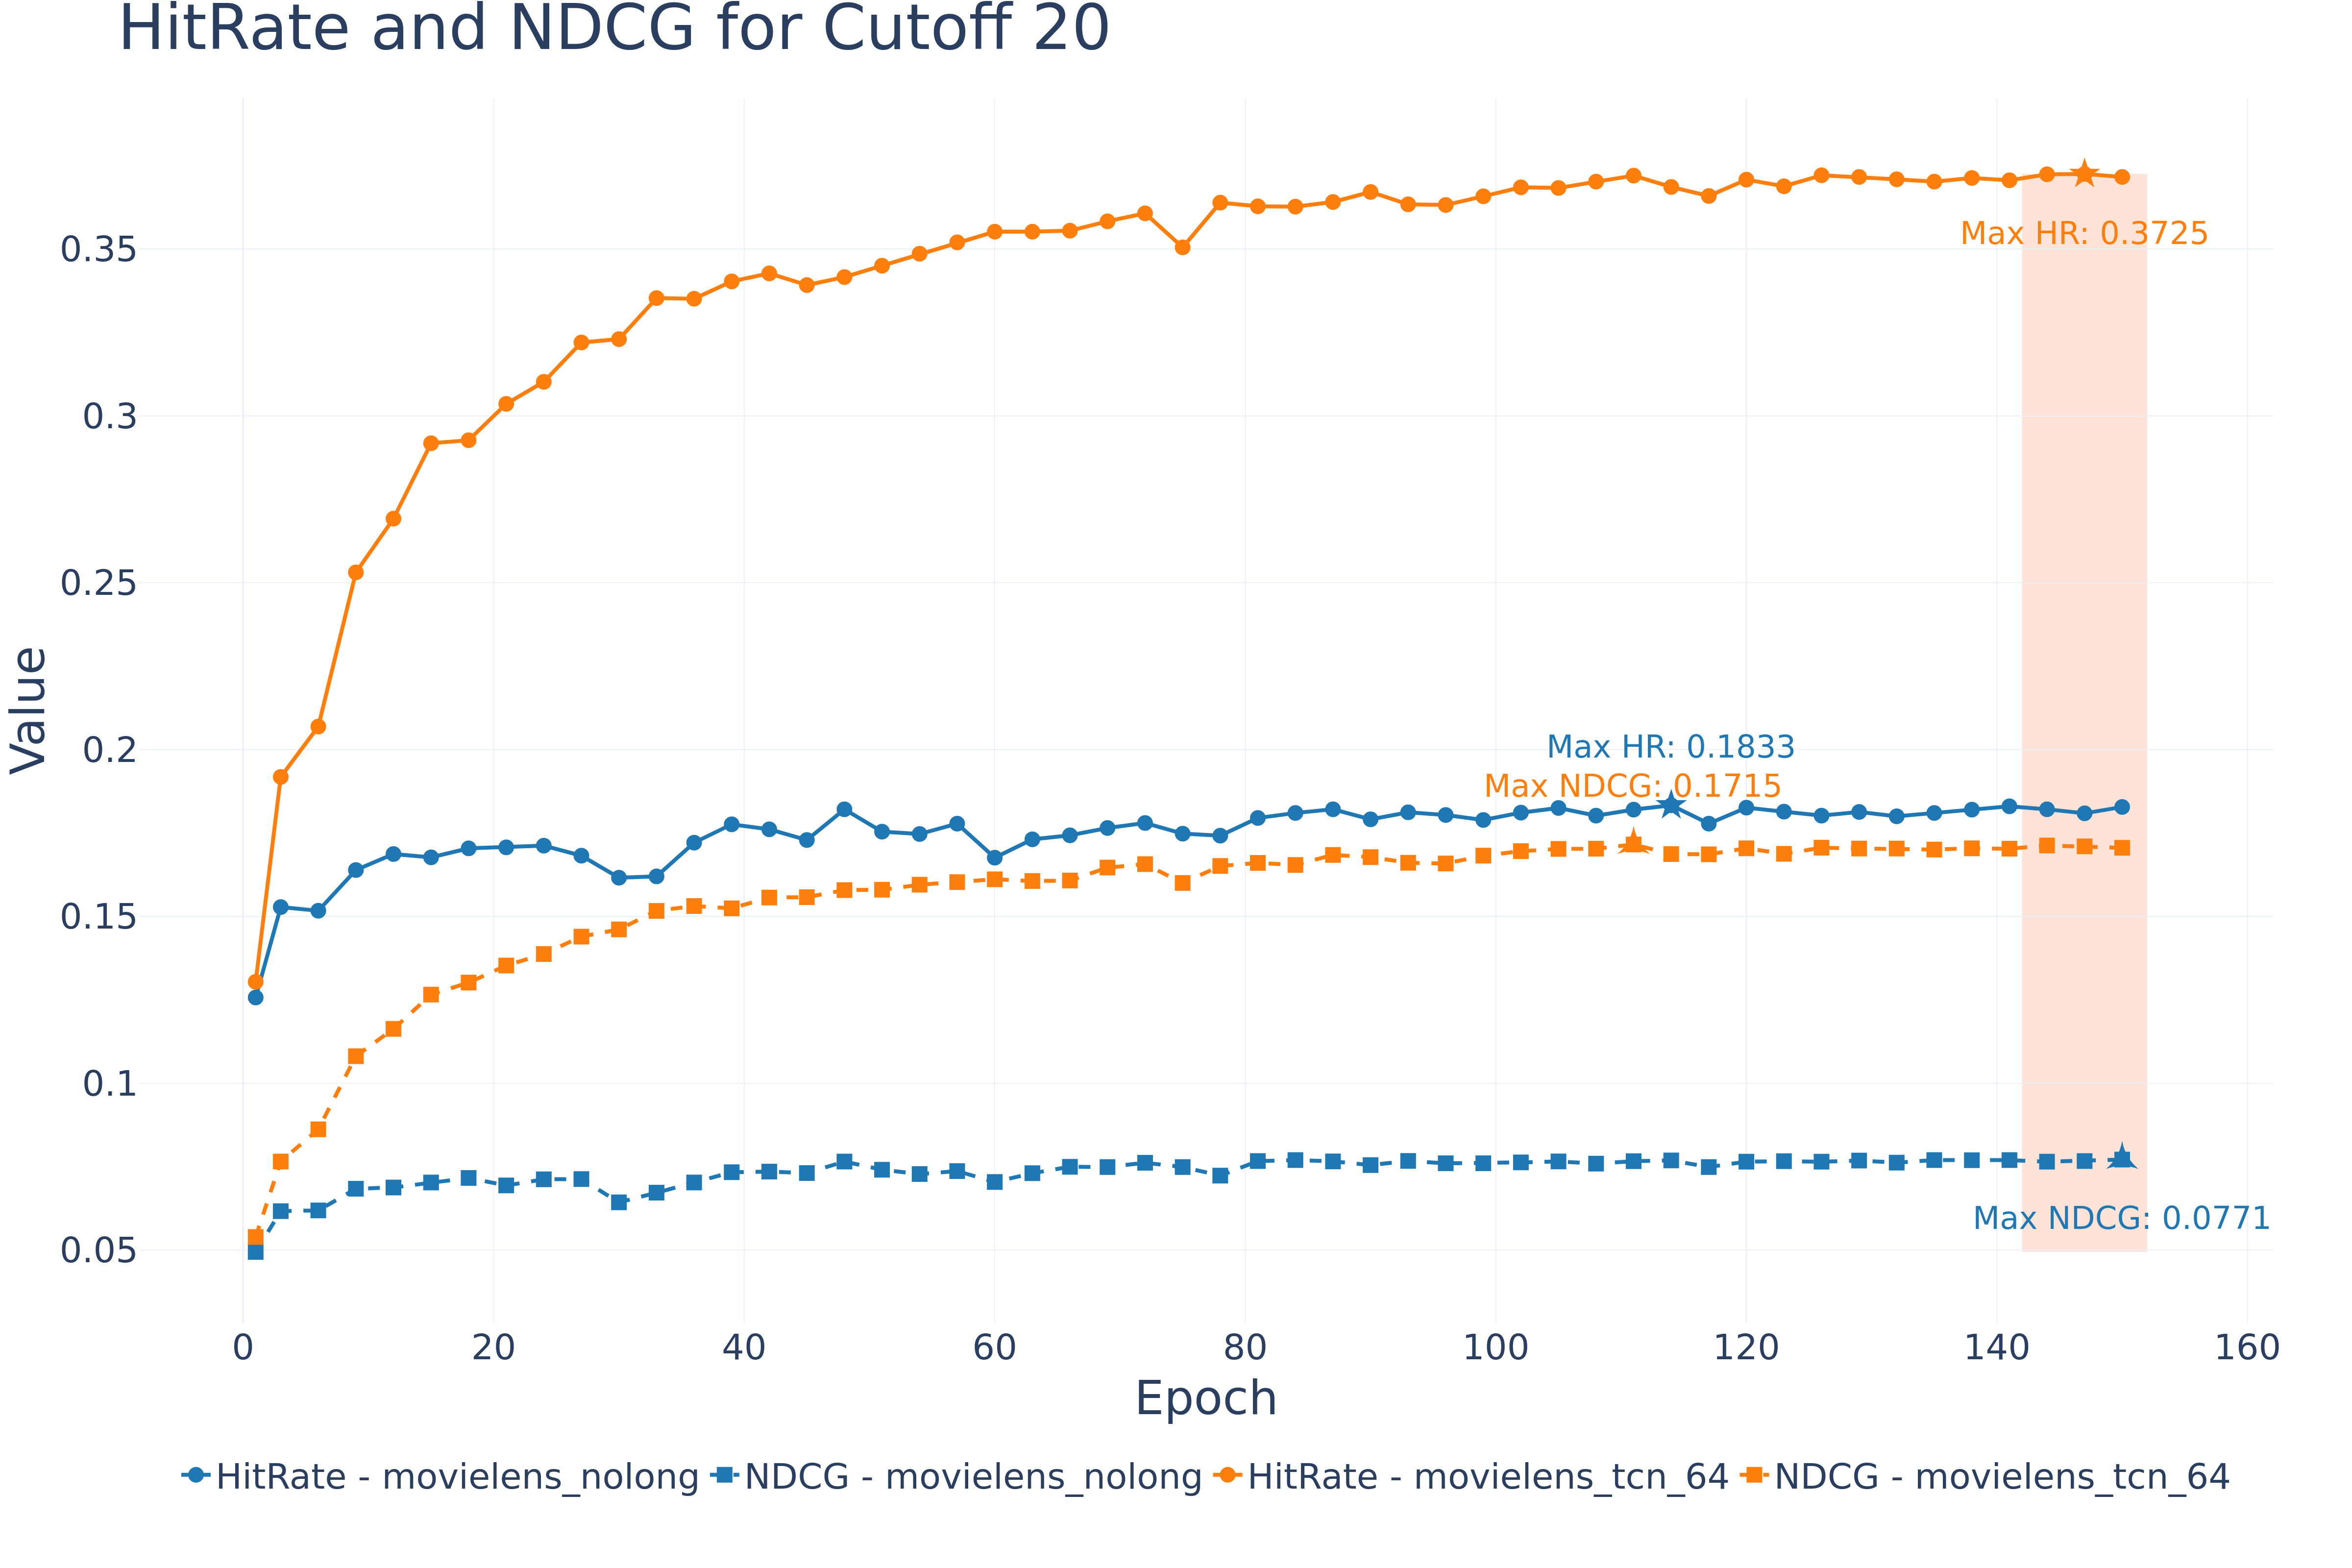 HitRate and NDCG for Cutoff 20
Value
0.35
0.3
0.25
0.2
0.15
0.1
0.05
Max HR: 0.3725
Max HR: 0.1833
Max NDCG: 0.1715
Max NDCG: 0.0771
0 20 40 60 80 100 120 140 160
Epoch
HitRate - movielens_nolong NDCG - movielens_nolong HitRate - movielens_tcn_64 NDCG - movielens_tcn_64